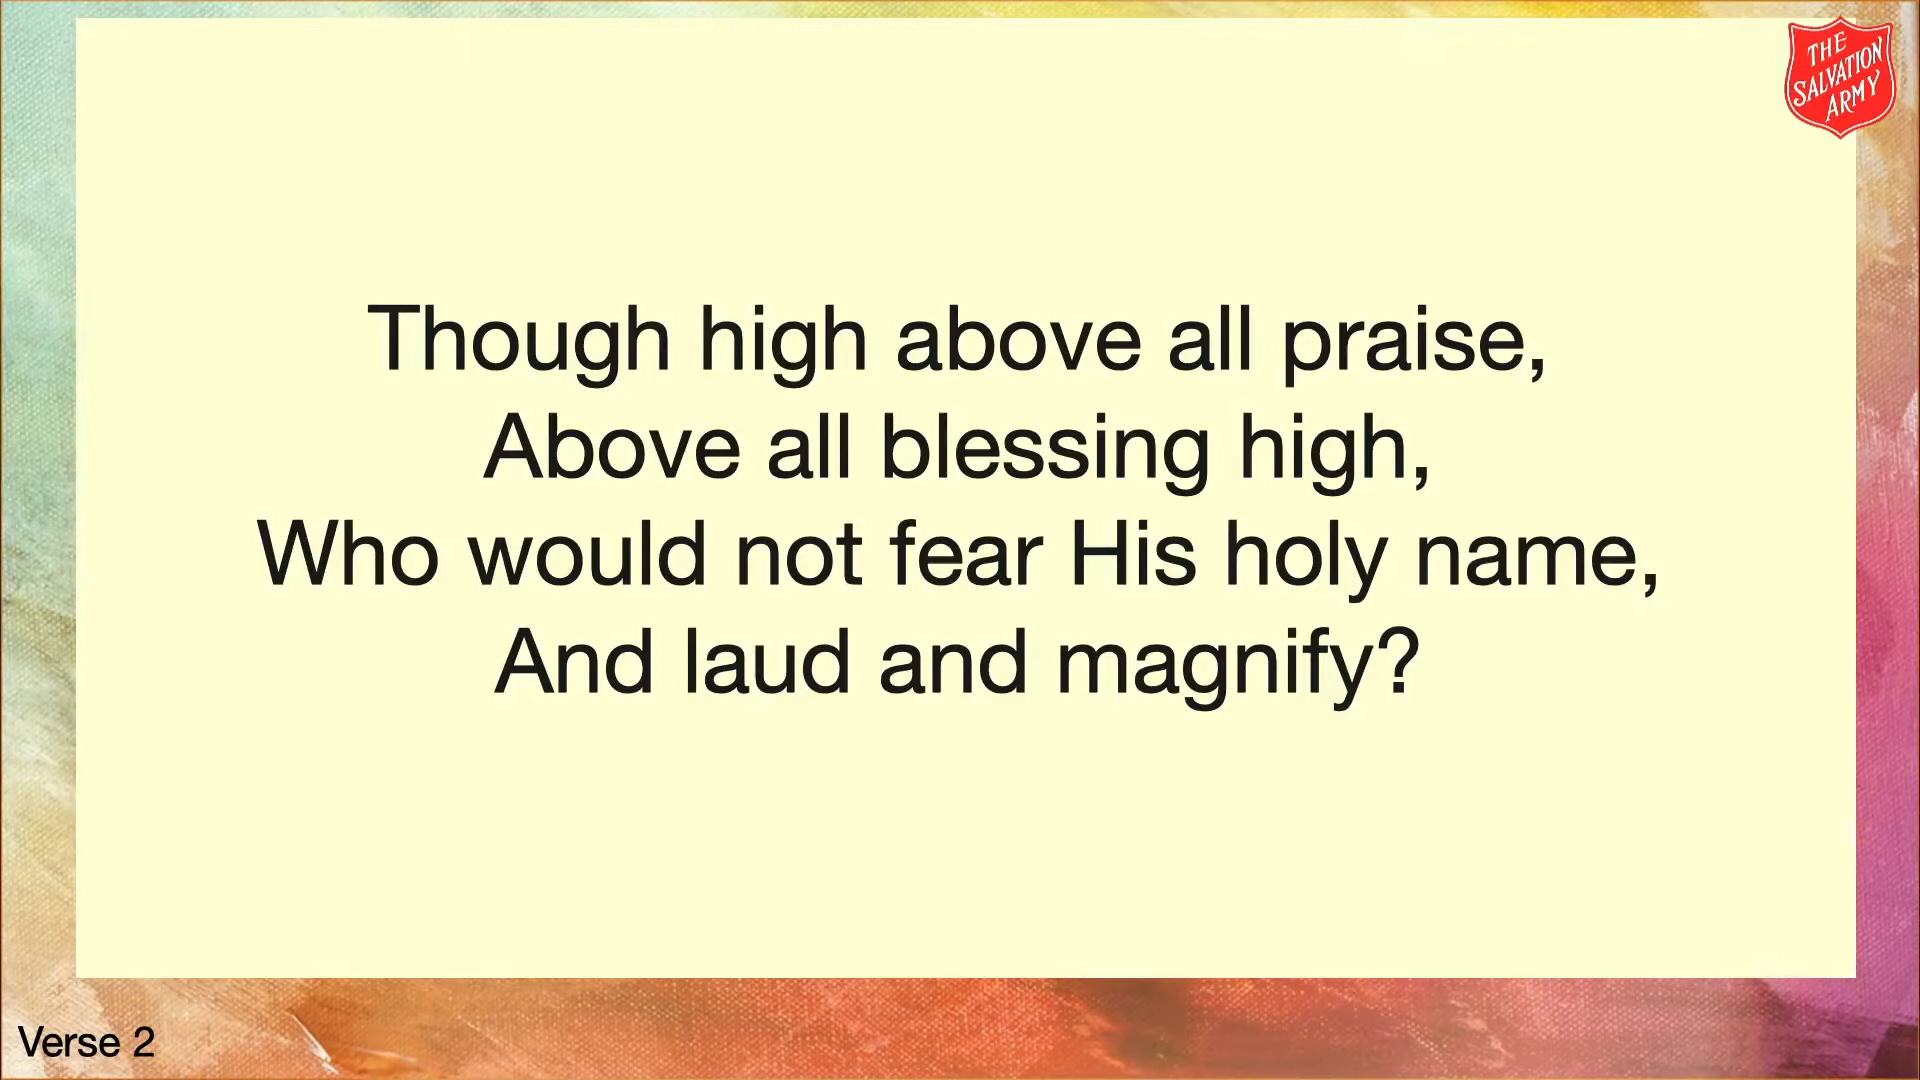 THE
SALVATION
ARMY
Though high above all praise,
Above all blessing high,
Who would not fear His holy name,
And laud and magnify?
Verse 2